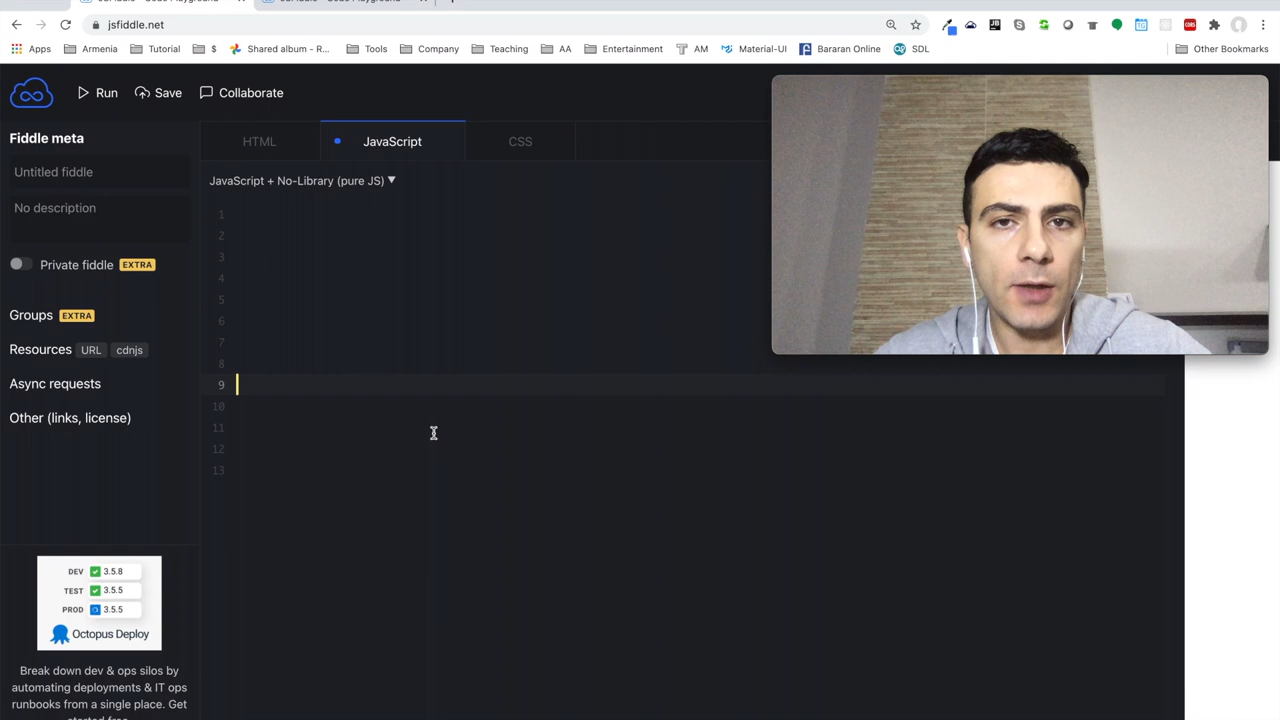 jsfiddle.net
Apps Armenia Tutorial $ Shared album - R... Tools Company Teaching AA Entertainment AM Material-UI Bararan Online SDL Other Bookmarks
Run Save Collaborate
Fiddle meta
HTML JavaScript CSS
Untitled fiddle
JavaScript + No-Library (pure JS)
No description
Private fiddle EXTRA
Groups EXTRA
Resources URL cdnjs
Async requests
Other (links, license)
1
2
3
4
5
6
7
8
9
10
11
12
13
DEV 3.5.8
TEST 3.5.5
PROD 3.5.5
Octopus Deploy
Break down dev & ops silos by
automating deployments & IT ops
runbooks from a single place. Get